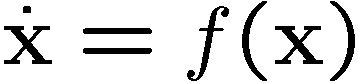 ẋ = f(x)